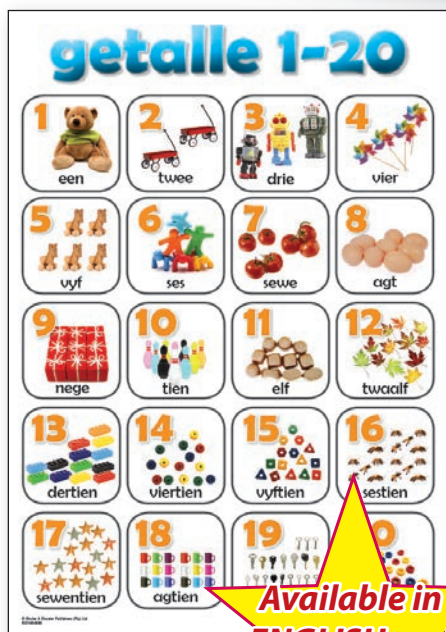 getalle 1-20
1 2 3 4
een twee drie vier
5 6 7 8
vyf ses sewe agt
9 10 11 12
nege tien elf twaalf
13 14 15 16
dertien viertien vyftien sestien
17 18 19
sewentien agtien
Available in
ENGLISH